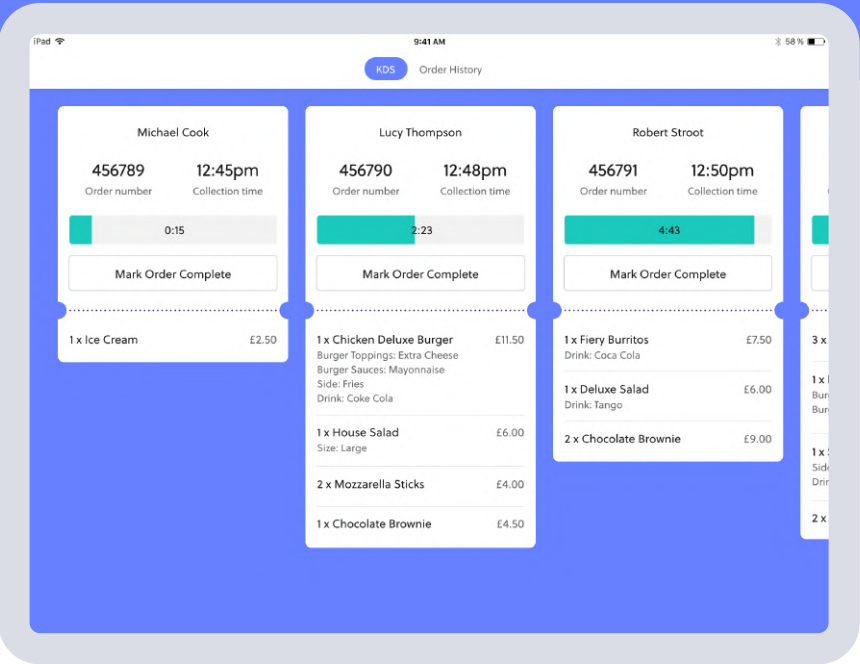 iPad
9:41 AM
58 %
KDS
Order History
Michael Cook
456789
12:45pm
Order number
Collection time
0:15
Mark Order Complete
1 x Ice Cream
£2.50
Lucy Thompson
456790
12:48pm
Order number
Collection time
2:23
Mark Order Complete
1 x Chicken Deluxe Burger
£11.50
Burger Toppings: Extra Cheese
Burger Sauces: Mayonnaise
Side: Fries
Drink: Coke Cola
1 x House Salad
£6.00
Size: Large
2 x Mozzarella Sticks
£4.00
1 x Chocolate Brownie
£4.50
Robert Stroot
456791
12:50pm
Order number
Collection time
4:43
Mark Order Complete
1 x Fiery Burritos
£7.50
Drink: Coca Cola
1 x Deluxe Salad
£6.00
Drink: Tango
2 x Chocolate Brownie
£9.00
3 x
1 x
1 x
2 x